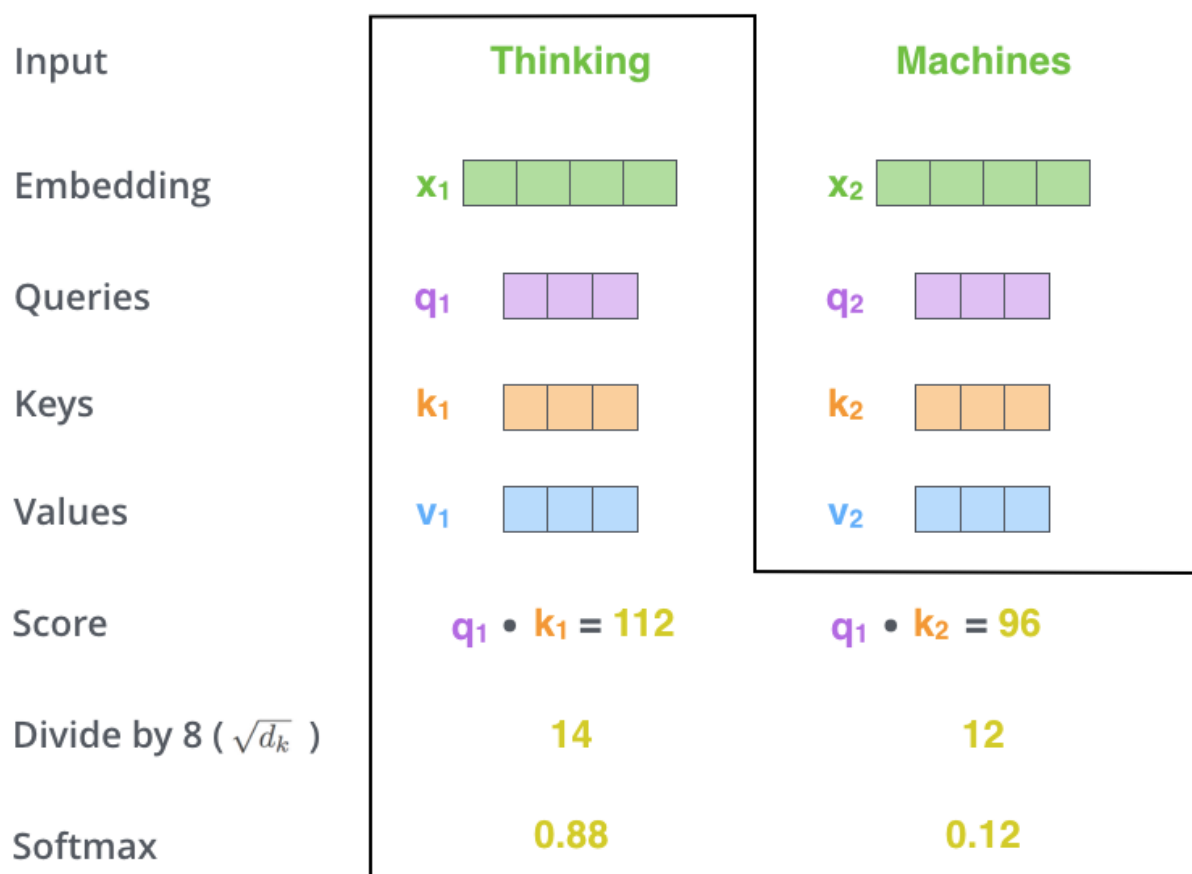 Input Thinking Machines
Embedding x₁ x₂
Queries q₁ q₂
Keys k₁ k₂
Values v₁ v₂
Score q₁ • k₁ = 112 q₁ • k₂ = 96
Divide by 8 ( √dₖ ) 14 12
Softmax 0.88 0.12